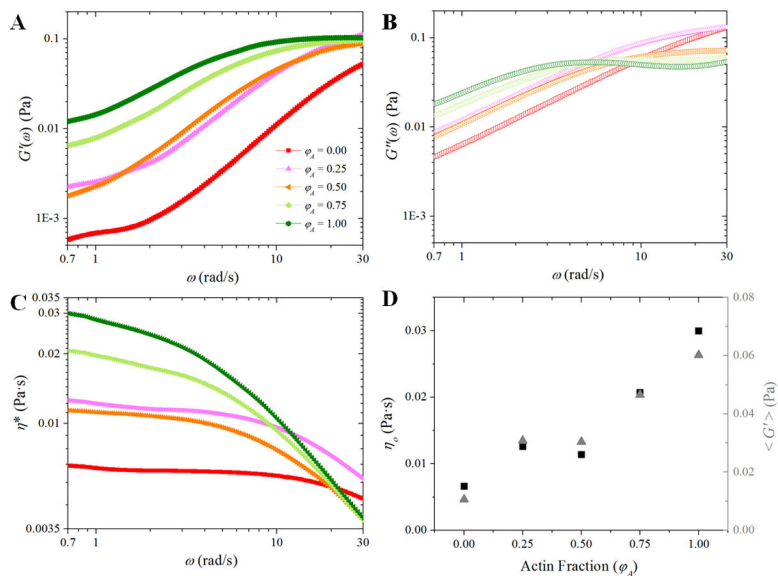 A
B
0.1
0.01
1E-3
G'(ω) (Pa)
φA = 0.00
φA = 0.25
φA = 0.50
φA = 0.75
φA = 1.00
0.7 1 10 30
ω (rad/s)
0.1
0.01
1E-3
G''(ω) (Pa)
0.7 1 10 30
ω (rad/s)
C
D
0.035
0.03
0.02
0.01
0.0035
η* (Pa·s)
0.7 1 10 30
ω (rad/s)
0.03
0.02
0.01
0.00
ηo (Pa·s)
0.08
0.06
0.04
0.02
0.00
< G' > (Pa)
0.00 0.25 0.50 0.75 1.00
Actin Fraction (φA)